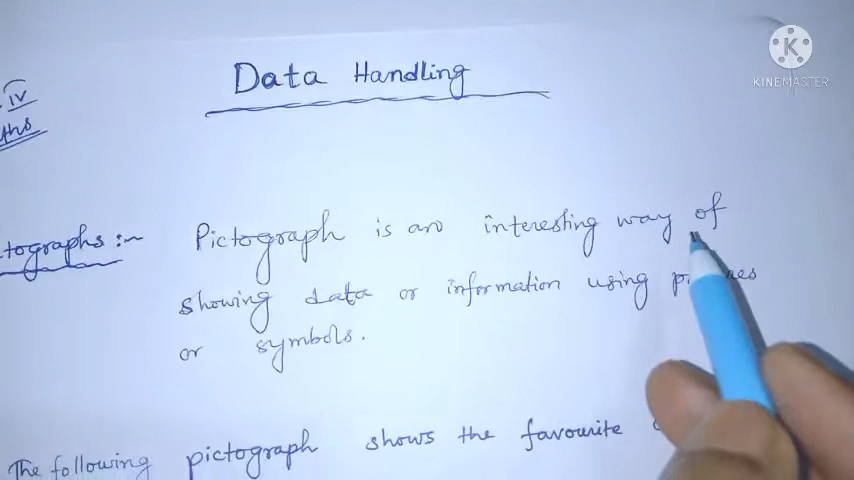 Data Handling
IV
Pictograph is an interesting way of
showing data or information using
or symbols.
The following pictograph shows the favourite
KINEMASTER